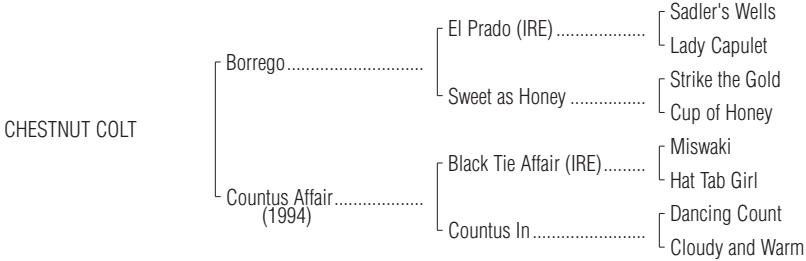 Sadler's Wells
El Prado (IRE) ...................
Lady Capulet
Borrego.............................
Strike the Gold
Sweet as Honey ................
Cup of Honey
CHESTNUT COLT
Miswaki
Black Tie Affair (IRE).........
Hat Tab Girl
Countus Affair...................
(1994)
Dancing Count
Countus In........................
Cloudy and Warm